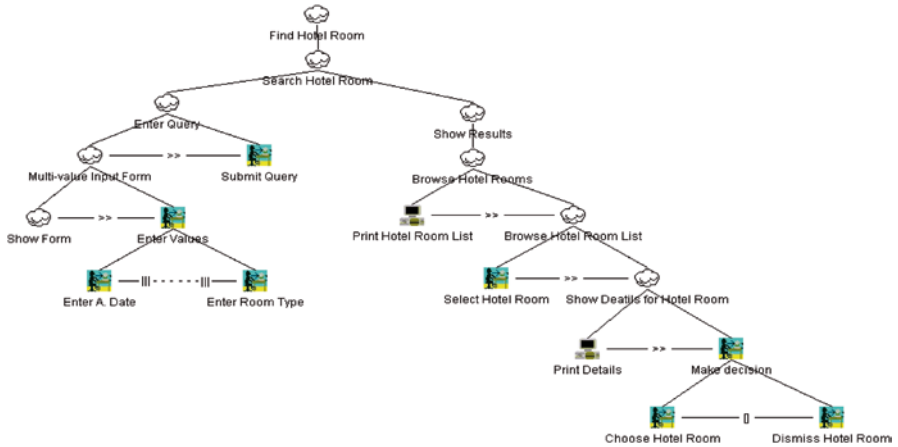 Find Hotel Room
Search Hotel Room
Enter Query
Show Results
Multi-value Input Form
>>
Submit Query
Browse Hotel Rooms
Show Form
>>
Enter Values
Print Hotel Room List
>>
Browse Hotel Room List
Enter A. Date
|||
|||
Enter Room Type
Select Hotel Room
>>
Show Deatils for Hotel Room
Print Details
>>
Make decision
Choose Hotel Room
[]
Dismiss Hotel Room